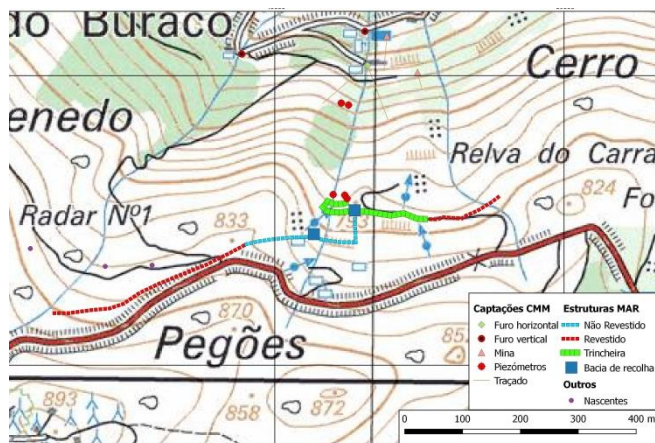 do Buraco
Cerro
enedo
Relva do Carra
824
Fo
Radar Nº1
833
793
870
Pegões
85
893
858
872
Captações CMM
Furo horizontal
Furo vertical
Mina
Piezómetros
Traçado
Estruturas MAR
Não Revestido
Revestido
Trincheira
Bacia de recolha
Outros
Nascentes
0 100 200 300 400 m